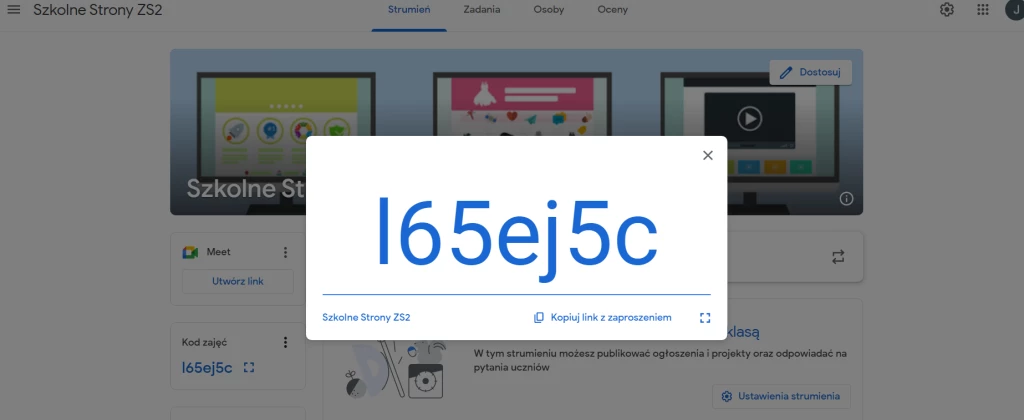 Szkolne Strony ZS2
Strumień Zadania Osoby Oceny
J
Dostosuj
Szkolne St
l65ej5c
Meet
Utwórz link
Szkolne Strony ZS2 Kopiuj link z zaproszeniem
Kod zajęć
l65ej5c
klasą
W tym strumieniu możesz publikować ogłoszenia i projekty oraz odpowiadać na
pytania uczniów
Ustawienia strumienia